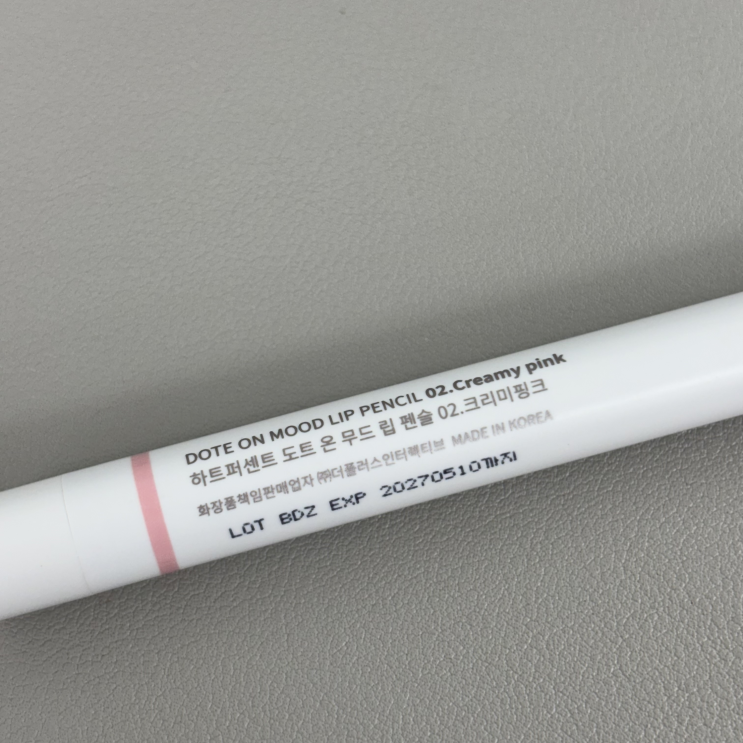 DOTE ON MOOD LIP PENCIL 02.Creamy pink
하트퍼센트 도트 온 무드 립 펜슬 02.크리미핑크
화장품책임판매업자 ㈜더플러스인터랙티브 MADE IN KOREA
LOT BDZ EXP 20270510까지